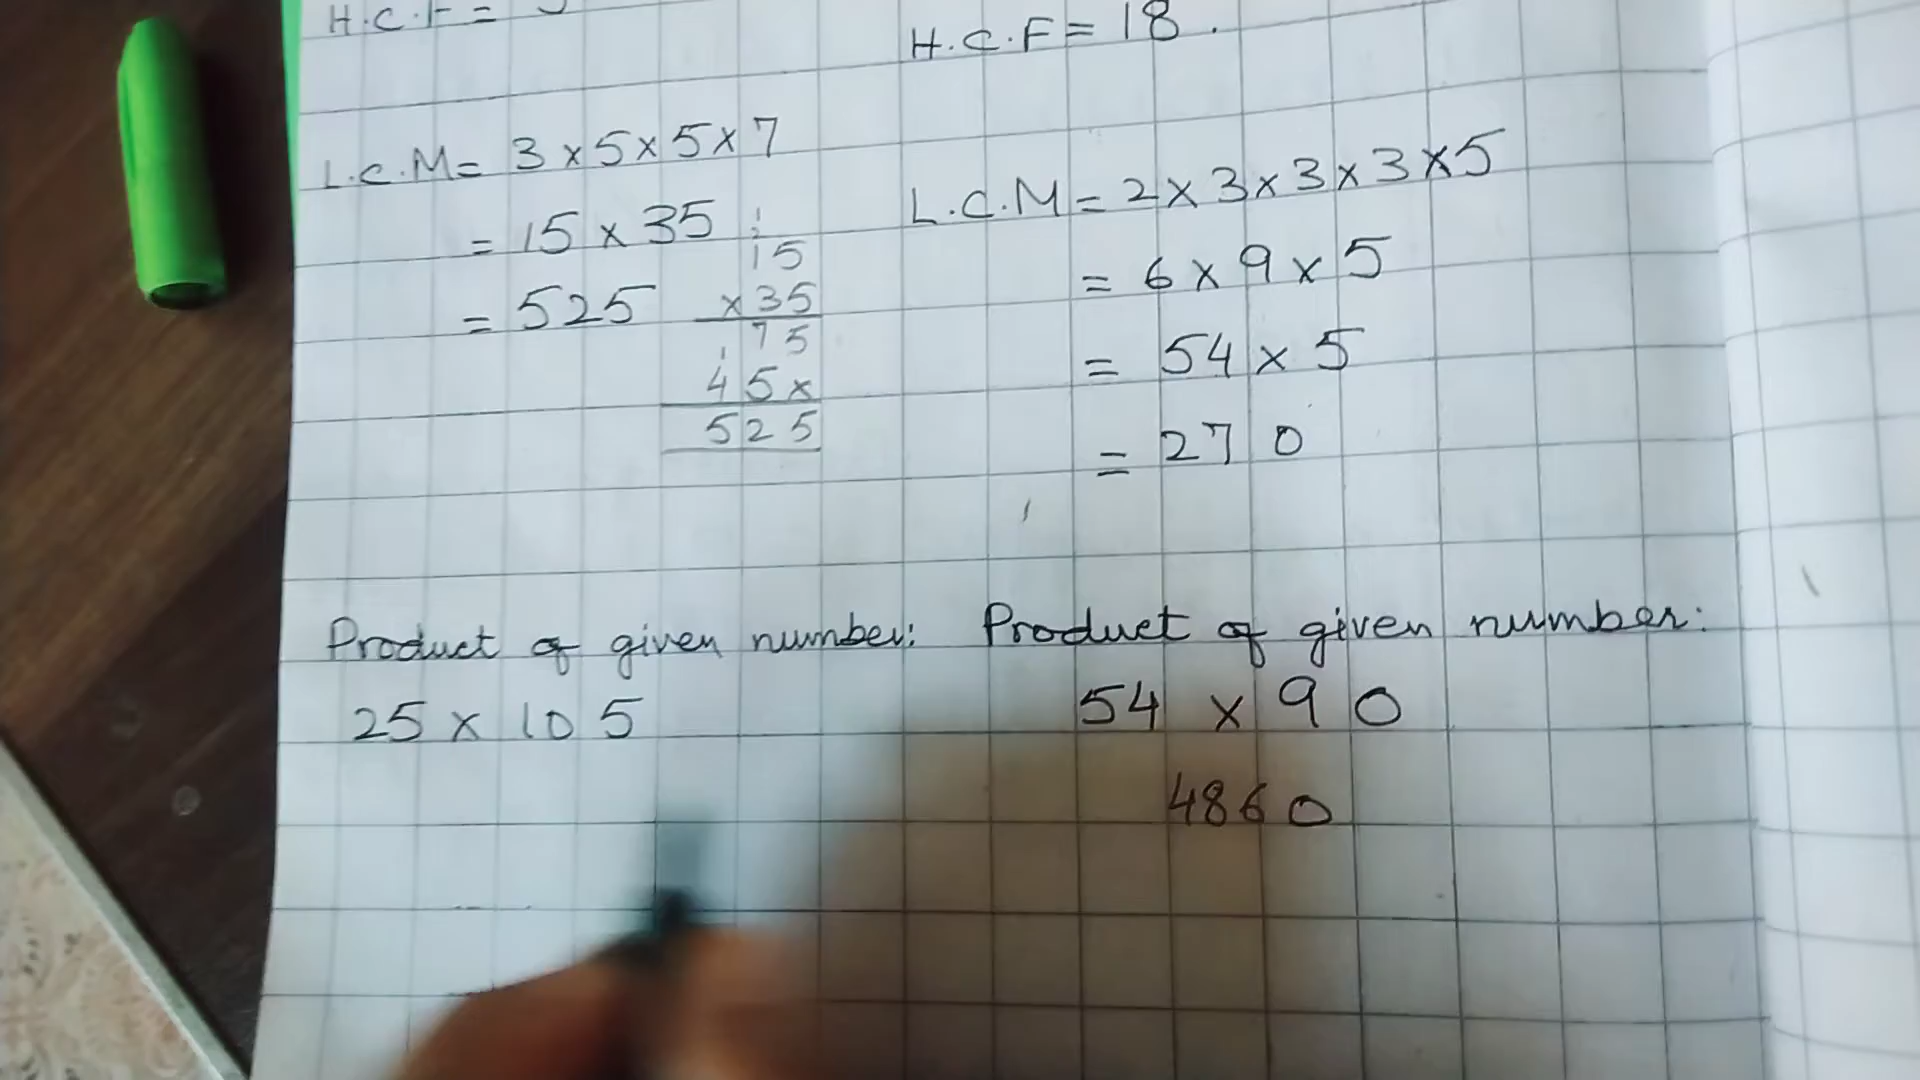 H.C.F =
L.C.M = 3 x 5 x 5 x 7
= 15 x 35
= 525
15
x 35
75
45x
525
Product of given number:
25 x 105
H.C.F = 18.
L.C.M = 2 x 3 x 3 x 3 x 5
= 6 x 9 x 5
= 54 x 5
= 270
Product of given number:
54 x 90
4860